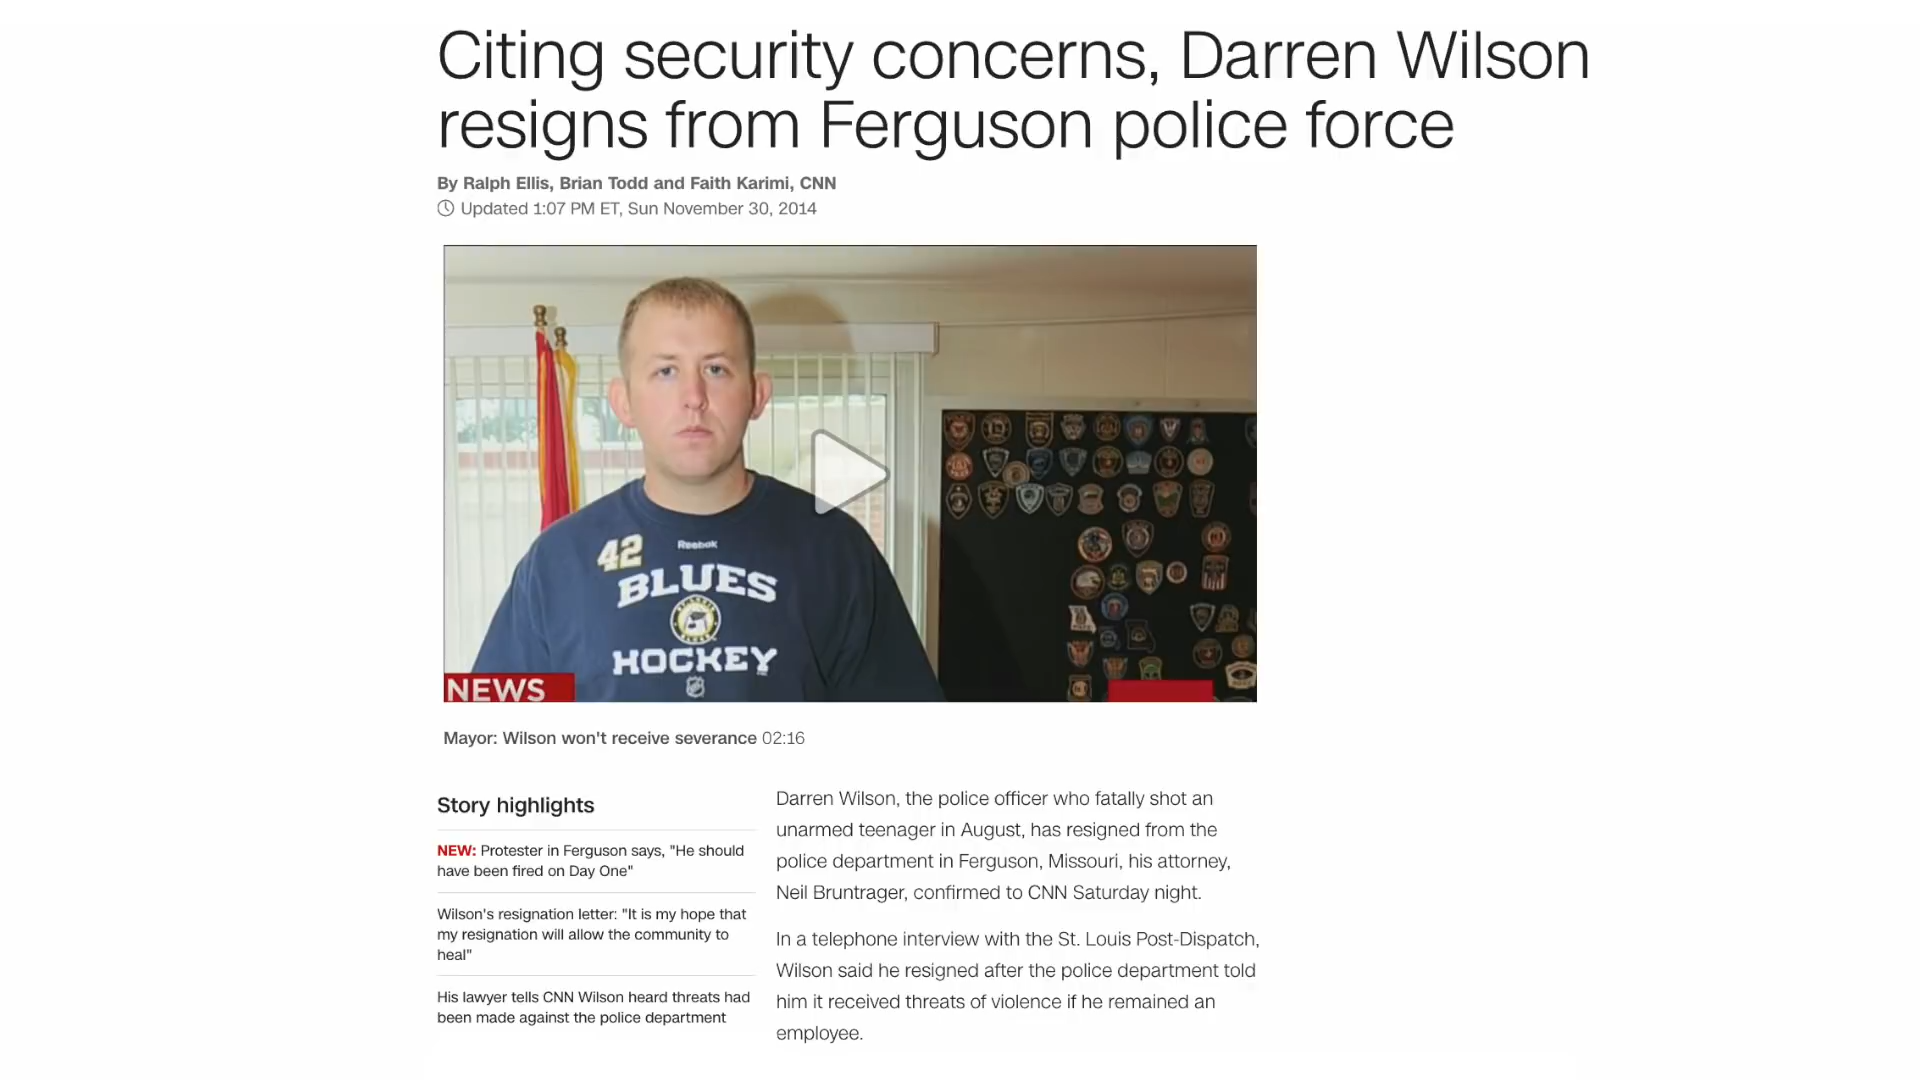 Citing security concerns, Darren Wilson
resigns from Ferguson police force
By Ralph Ellis, Brian Todd and Faith Karimi, CNN
Updated 1:07 PM ET, Sun November 30, 2014
42
Reebok
BLUES
ST. LOUIS
BLUES
HOCKEY
NEWS
Mayor: Wilson won't receive severance 02:16
Story highlights
NEW: Protester in Ferguson says, "He should
have been fired on Day One"
Wilson's resignation letter: "It is my hope that
my resignation will allow the community to
heal"
His lawyer tells CNN Wilson heard threats had
been made against the police department
Darren Wilson, the police officer who fatally shot an
unarmed teenager in August, has resigned from the
police department in Ferguson, Missouri, his attorney,
Neil Bruntrager, confirmed to CNN Saturday night.
In a telephone interview with the St. Louis Post-Dispatch,
Wilson said he resigned after the police department told
him it received threats of violence if he remained an
employee.